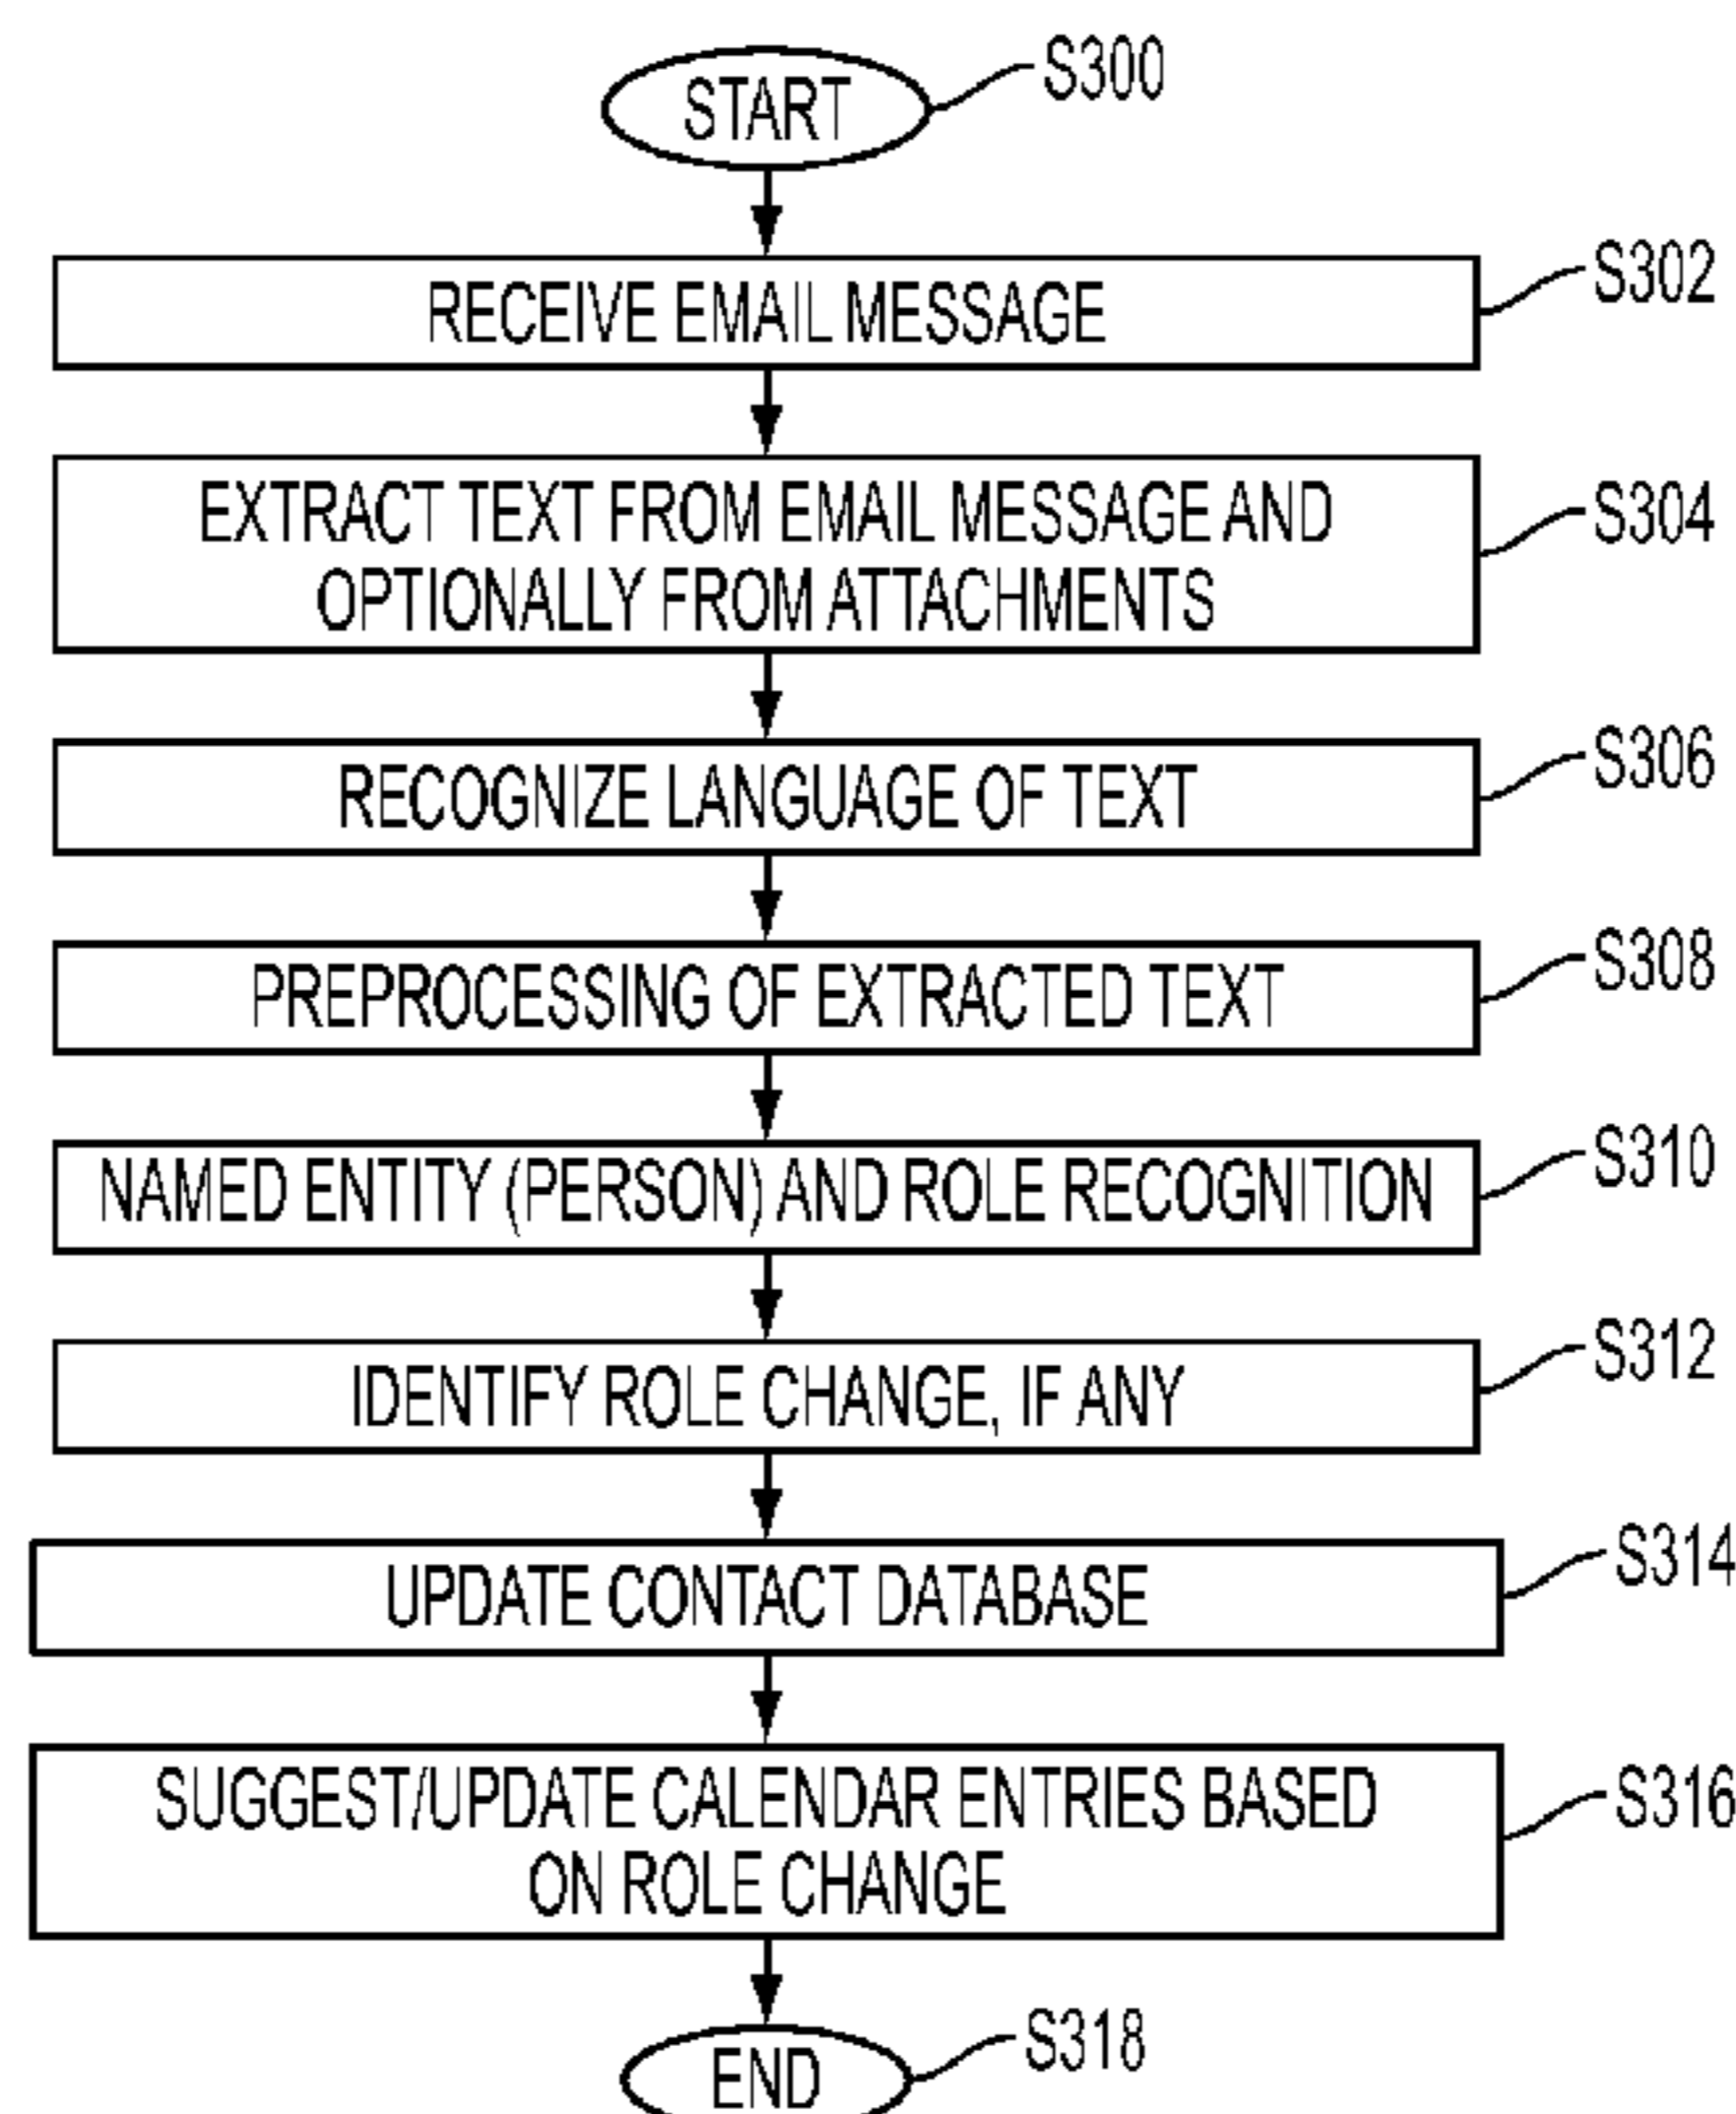 START
S300
RECEIVE EMAIL MESSAGE
S302
EXTRACT TEXT FROM EMAIL MESSAGE AND
OPTIONALLY FROM ATTACHMENTS
S304
RECOGNIZE LANGUAGE OF TEXT
S306
PREPROCESSING OF EXTRACTED TEXT
S308
NAMED ENTITY (PERSON) AND ROLE RECOGNITION
S310
IDENTIFY ROLE CHANGE, IF ANY
S312
UPDATE CONTACT DATABASE
S314
SUGGEST/UPDATE CALENDAR ENTRIES BASED
ON ROLE CHANGE
S316
END
S318